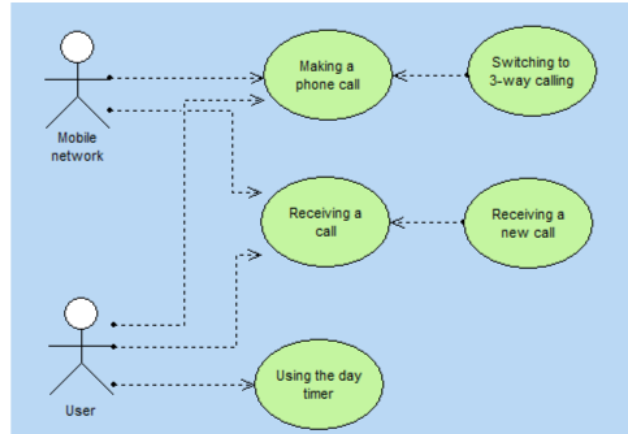 Making a
phone call
Switching to
3-way calling
Mobile
network
Receiving a
call
Receiving a
new call
Using the day
timer
User